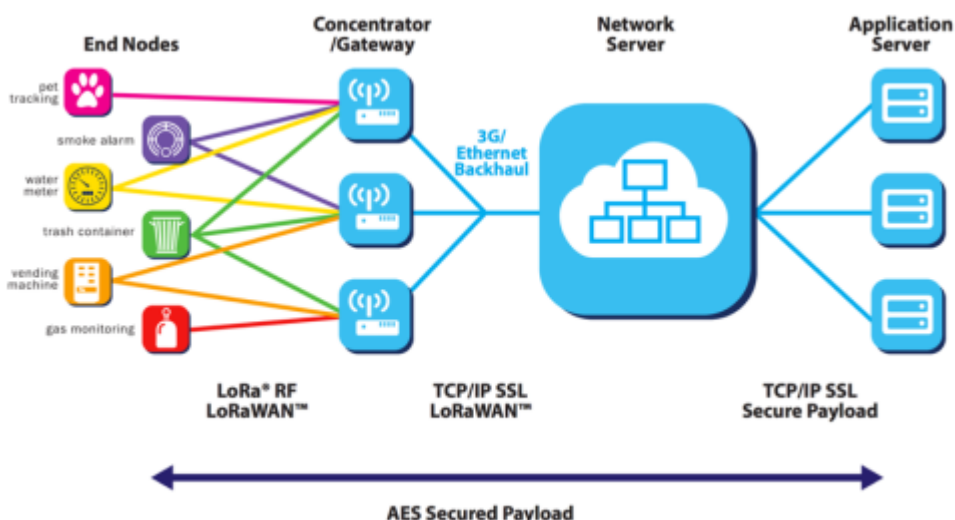 End Nodes
Concentrator
/Gateway
Network
Server
Application
Server
pet
tracking
smoke alarm
water
meter
trash container
vending
machine
gas monitoring
3G/
Ethernet
Backhaul
LoRa® RF
LoRaWAN™
TCP/IP SSL
LoRaWAN™
TCP/IP SSL
Secure Payload
AES Secured Payload